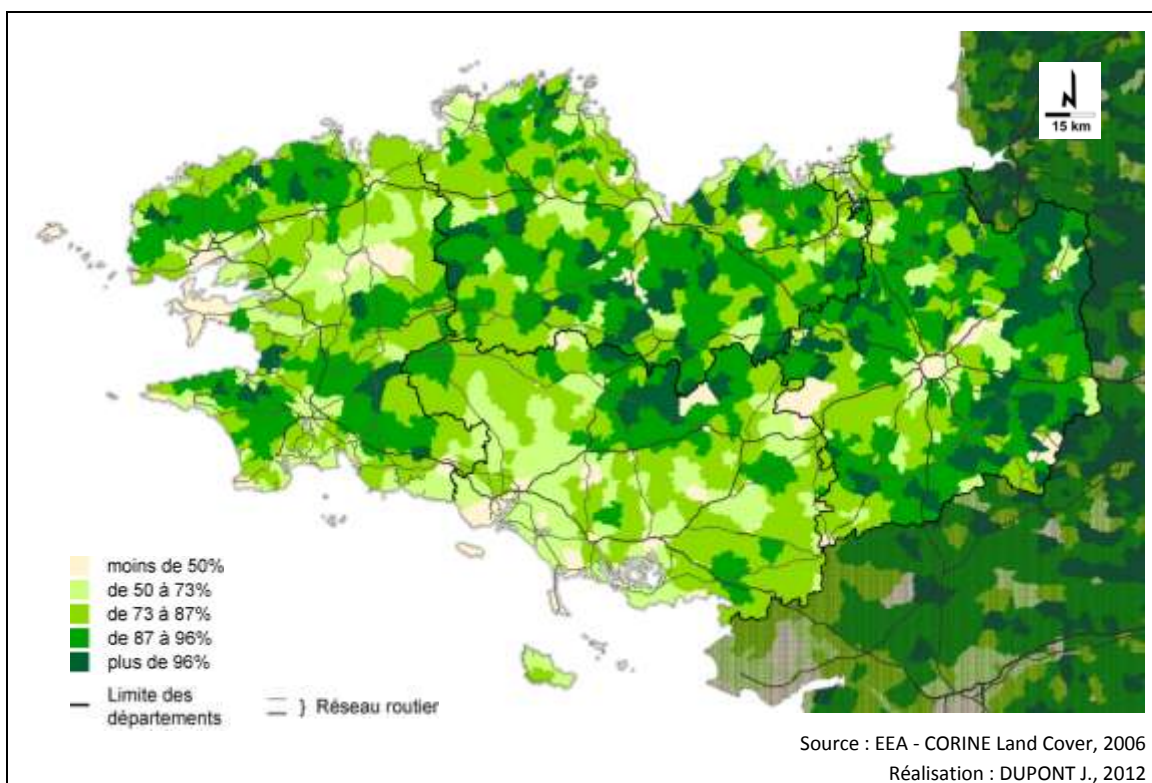 N
15 km
moins de 50%
de 50 à 73%
de 73 à 87%
de 87 à 96%
plus de 96%
Limite des
départements
} Réseau routier
Source : EEA - CORINE Land Cover, 2006
Réalisation : DUPONT J., 2012